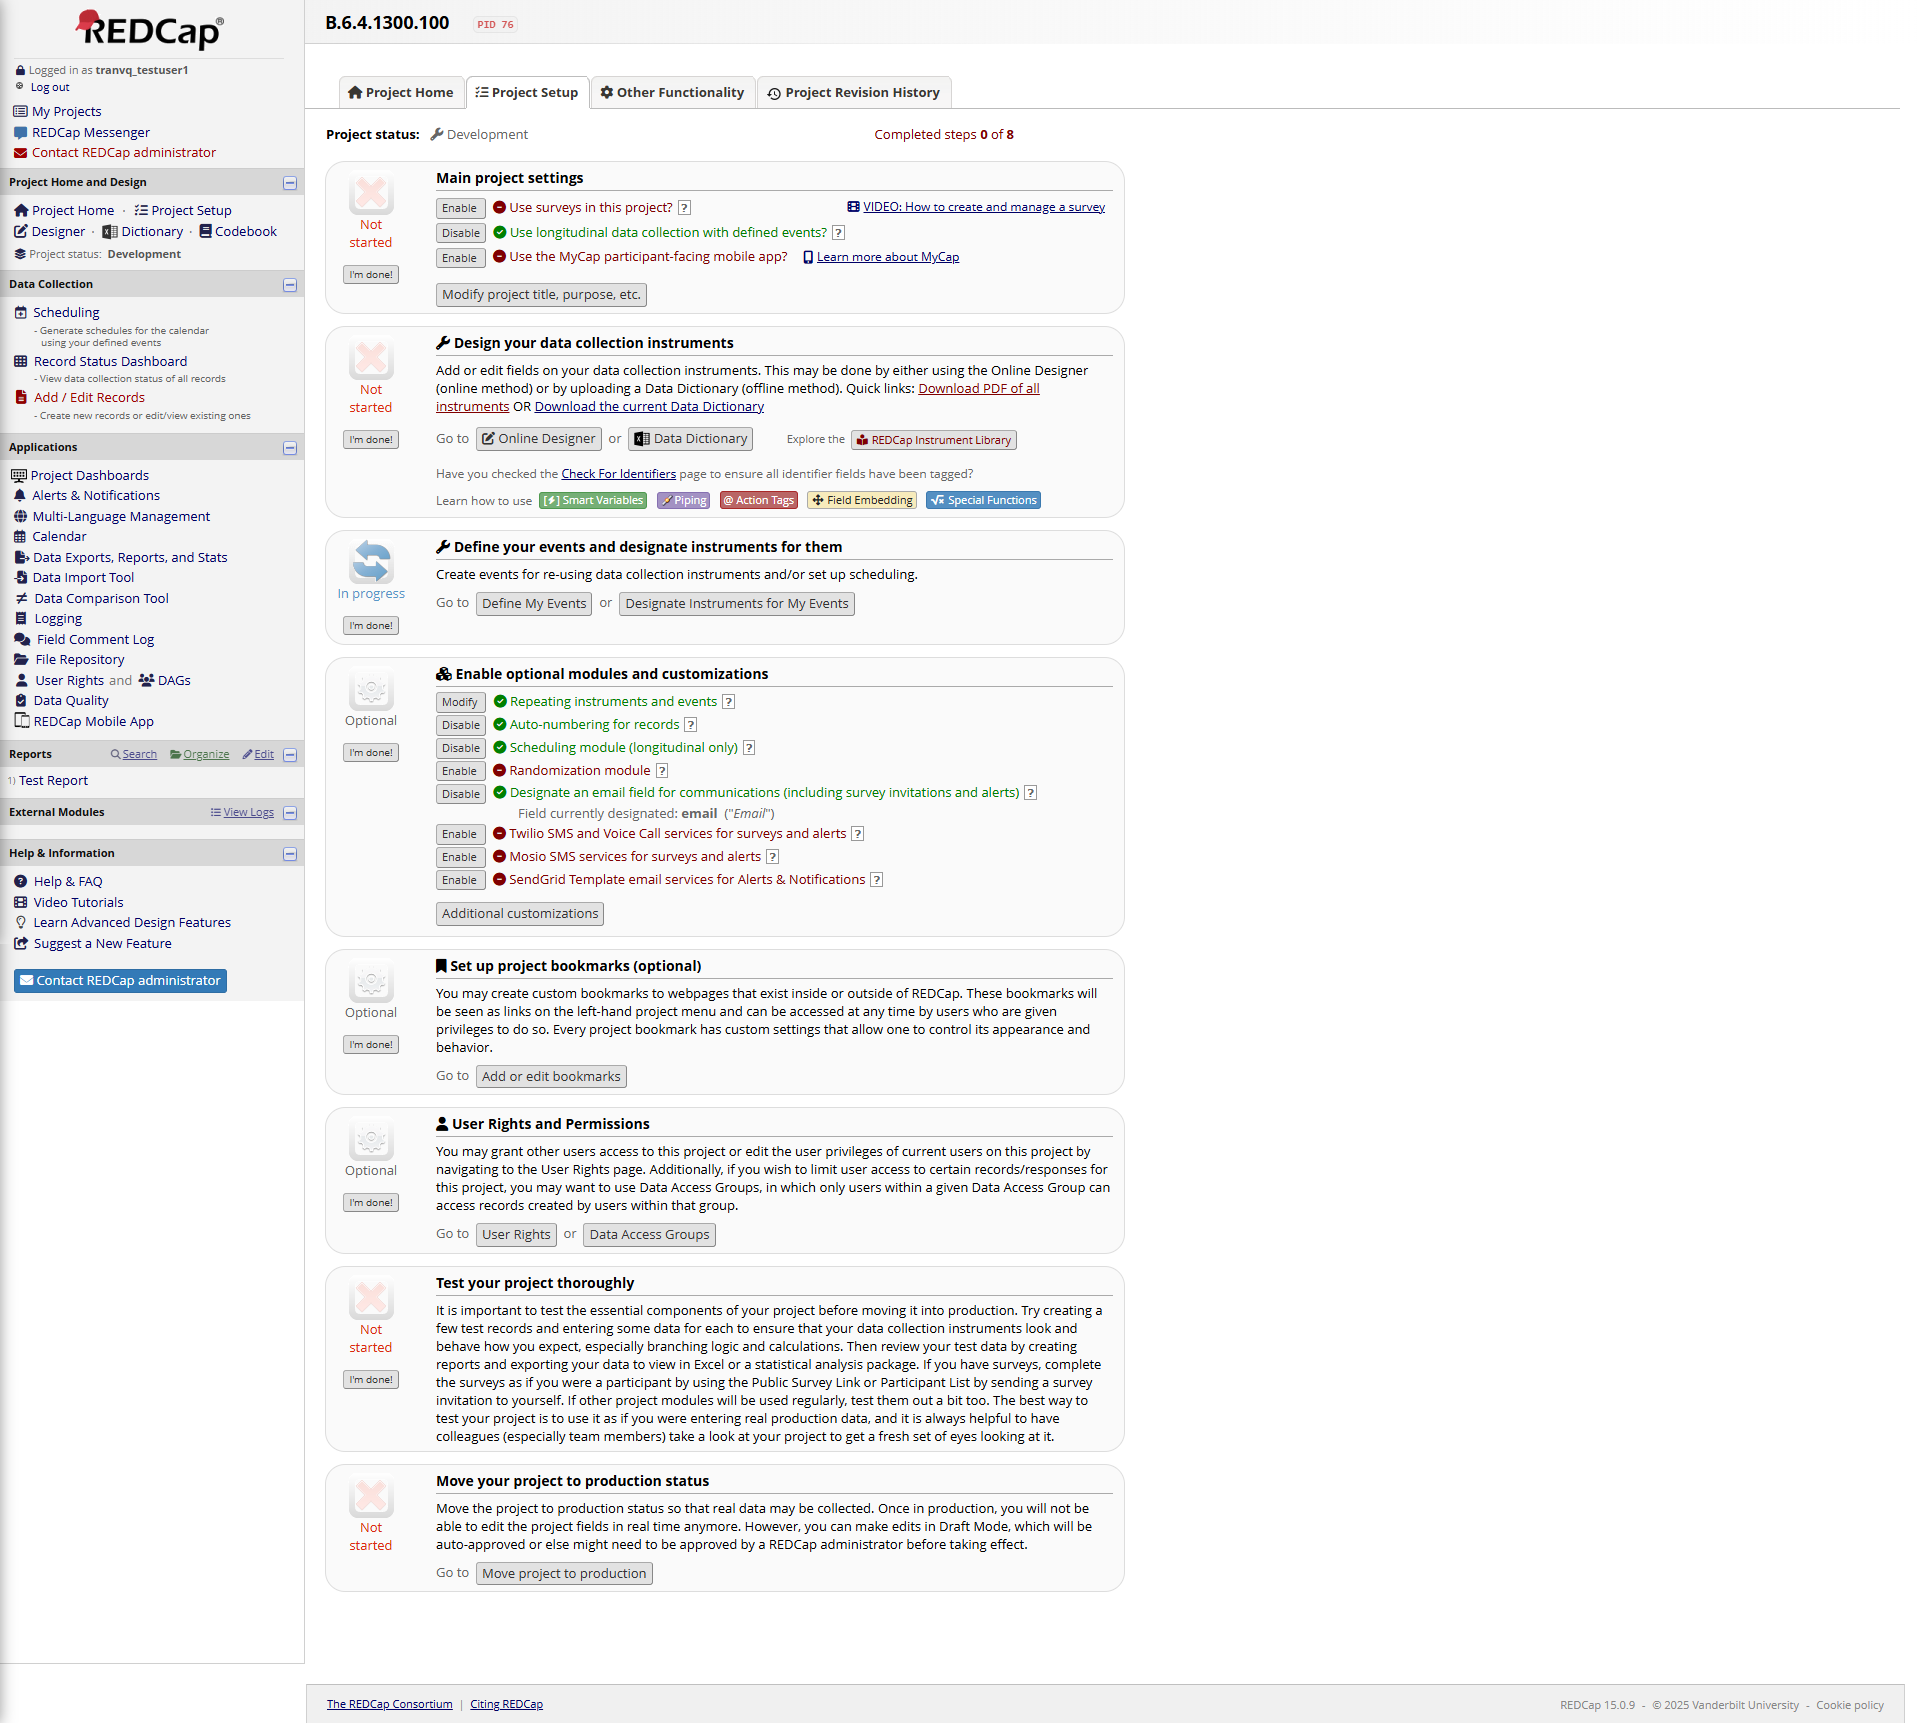 REDCap®
Logged in as tranvq_testuser1
Log out
My Projects
REDCap Messenger
Contact REDCap administrator
Project Home and Design
Project Home · Project Setup
Designer · Dictionary · Codebook
Project status: Development
Data Collection
Scheduling
- Generate schedules for the calendar
using your defined events
Record Status Dashboard
- View data collection status of all records
Add / Edit Records
- Create new records or edit/view existing ones
Applications
Project Dashboards
Alerts & Notifications
Multi-Language Management
Calendar
Data Exports, Reports, and Stats
Data Import Tool
Data Comparison Tool
Logging
Field Comment Log
File Repository
User Rights and DAGs
Data Quality
REDCap Mobile App
Reports Search Organize Edit
1) Test Report
External Modules View Logs
Help & Information
Help & FAQ
Video Tutorials
Learn Advanced Design Features
Suggest a New Feature
Contact REDCap administrator
B.6.4.1300.100 PID 76
Project Home Project Setup Other Functionality Project Revision History
Project status: Development Completed steps 0 of 8
Not
started
I'm done!
Main project settings
Enable Use surveys in this project? ? VIDEO: How to create and manage a survey
Disable Use longitudinal data collection with defined events? ?
Enable Use the MyCap participant-facing mobile app? Learn more about MyCap
Modify project title, purpose, etc.
Not
started
I'm done!
Design your data collection instruments
Add or edit fields on your data collection instruments. This may be done by either using the Online Designer
(online method) or by uploading a Data Dictionary (offline method). Quick links: Download PDF of all
instruments OR Download the current Data Dictionary
Go to Online Designer or Data Dictionary Explore the REDCap Instrument Library
Have you checked the Check For Identifiers page to ensure all identifier fields have been tagged?
Learn how to use [⚡] Smart Variables Piping @ Action Tags Field Embedding √x Special Functions
In progress
I'm done!
Define your events and designate instruments for them
Create events for re-using data collection instruments and/or set up scheduling.
Go to Define My Events or Designate Instruments for My Events
Optional
I'm done!
Enable optional modules and customizations
Modify Repeating instruments and events ?
Disable Auto-numbering for records ?
Disable Scheduling module (longitudinal only) ?
Enable Randomization module ?
Disable Designate an email field for communications (including survey invitations and alerts) ?
Field currently designated: email ("Email")
Enable Twilio SMS and Voice Call services for surveys and alerts ?
Enable Mosio SMS services for surveys and alerts ?
Enable SendGrid Template email services for Alerts & Notifications ?
Additional customizations
Optional
I'm done!
Set up project bookmarks (optional)
You may create custom bookmarks to webpages that exist inside or outside of REDCap. These bookmarks will
be seen as links on the left-hand project menu and can be accessed at any time by users who are given
privileges to do so. Every project bookmark has custom settings that allow one to control its appearance and
behavior.
Go to Add or edit bookmarks
Optional
I'm done!
User Rights and Permissions
You may grant other users access to this project or edit the user privileges of current users on this project by
navigating to the User Rights page. Additionally, if you wish to limit user access to certain records/responses for
this project, you may want to use Data Access Groups, in which only users within a given Data Access Group can
access records created by users within that group.
Go to User Rights or Data Access Groups
Not
started
I'm done!
Test your project thoroughly
It is important to test the essential components of your project before moving it into production. Try creating a
few test records and entering some data for each to ensure that your data collection instruments look and
behave how you expect, especially branching logic and calculations. Then review your test data by creating
reports and exporting your data to view in Excel or a statistical analysis package. If you have surveys, complete
the surveys as if you were a participant by using the Public Survey Link or Participant List by sending a survey
invitation to yourself. If other project modules will be used regularly, test them out a bit too. The best way to
test your project is to use it as if you were entering real production data, and it is always helpful to have
colleagues (especially team members) take a look at your project to get a fresh set of eyes looking at it.
Not
started
Move your project to production status
Move the project to production status so that real data may be collected. Once in production, you will not be
able to edit the project fields in real time anymore. However, you can make edits in Draft Mode, which will be
auto-approved or else might need to be approved by a REDCap administrator before taking effect.
Go to Move project to production
The REDCap Consortium | Citing REDCap
REDCap 15.0.9 - © 2025 Vanderbilt University - Cookie policy